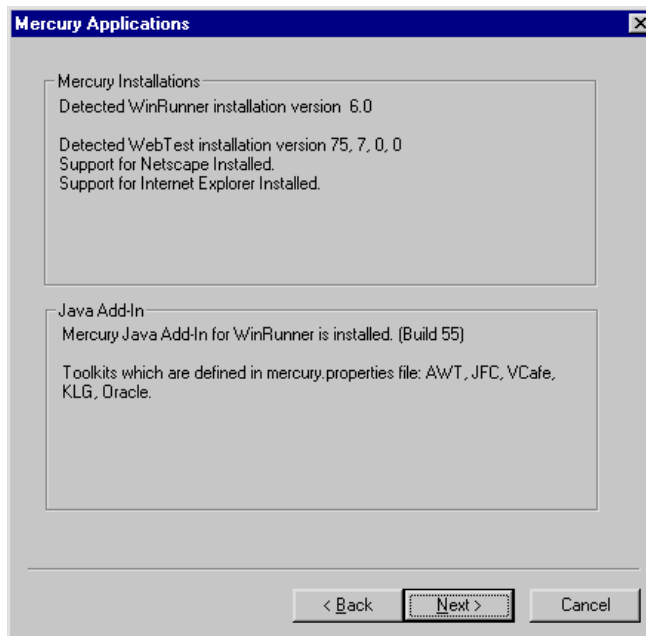 Mercury Applications
Mercury Installations
Detected WinRunner installation version  6.0
Detected WebTest installation version 75, 7, 0, 0
Support for Netscape Installed.
Support for Internet Explorer Installed.
Java Add-In
Mercury Java Add-In for WinRunner is installed. (Build 55)
Toolkits which are defined in mercury.properties file: AWT, JFC, VCafe,
KLG, Oracle.
< Back
Next >
Cancel